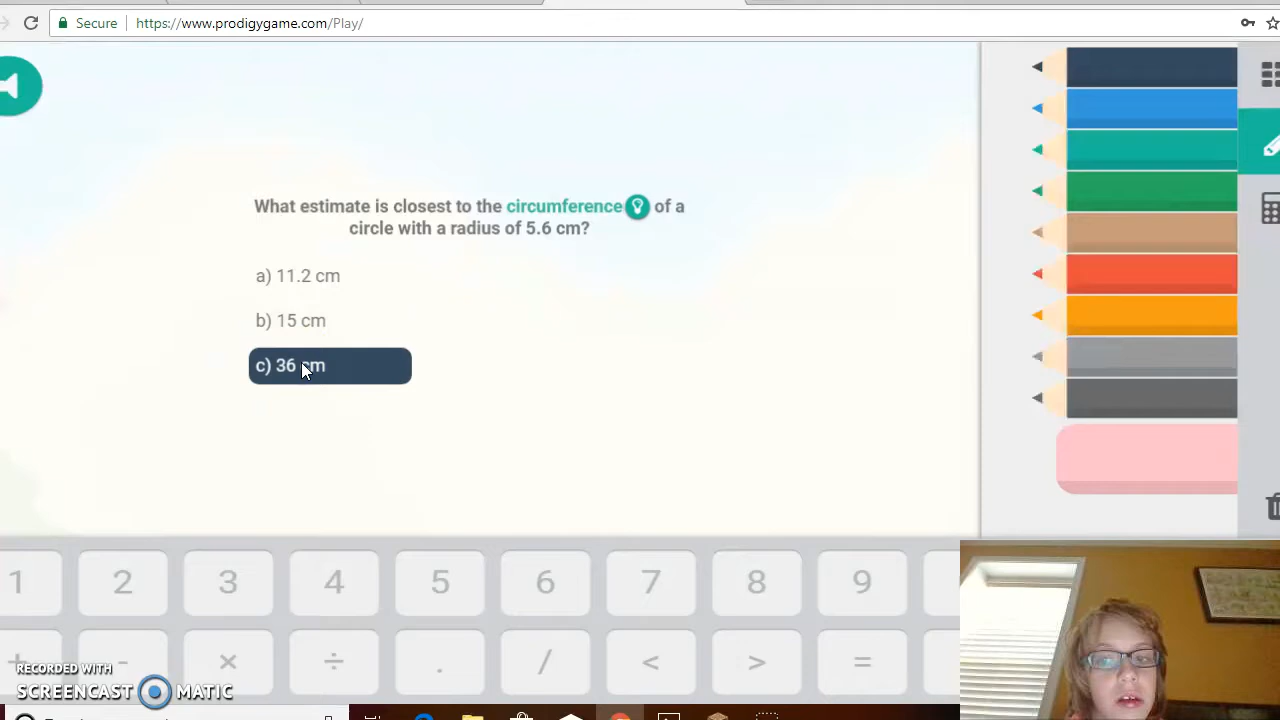 Secure
https://www.prodigygame.com/Play/
What estimate is closest to the circumference of a
circle with a radius of 5.6 cm?
a) 11.2 cm
b) 15 cm
c) 36 cm
1 2 3 4 5 6 7 8 9
+ - × ÷ . / < > =
RECORDED WITH
SCREENCAST MATIC